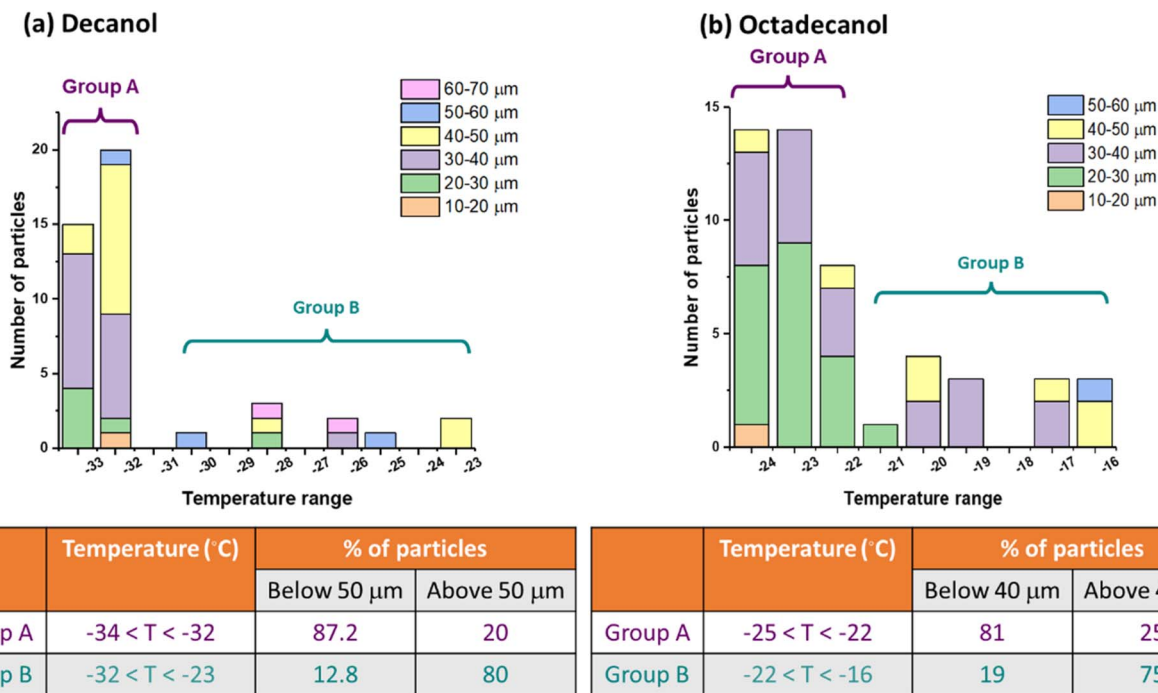 (a) Decanol
Group A
60-70 μm
50-60 μm
40-50 μm
30-40 μm
20-30 μm
10-20 μm
Number of particles
20
15
10
5
0
Group B
-33 -32 -31 -30 -29 -28 -27 -26 -25 -24 -23
Temperature range
(b) Octadecanol
Group A
50-60 μm
40-50 μm
30-40 μm
20-30 μm
10-20 μm
Number of particles
15
10
5
0
Group B
-24 -23 -22 -21 -20 -19 -18 -17 -16
Temperature range
Temperature (°C) % of particles
Below 50 μm Above 50 μm
p A -34 < T < -32 87.2 20
p B -32 < T < -23 12.8 80
Temperature (°C) % of particles
Below 40 μm Above
Group A -25 < T < -22 81 25
Group B -22 < T < -16 19 75